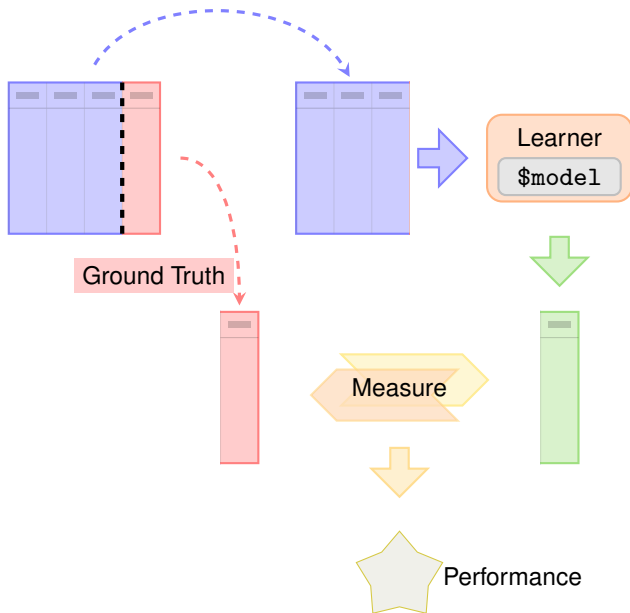 Learner
$model
Ground Truth
Measure
Performance